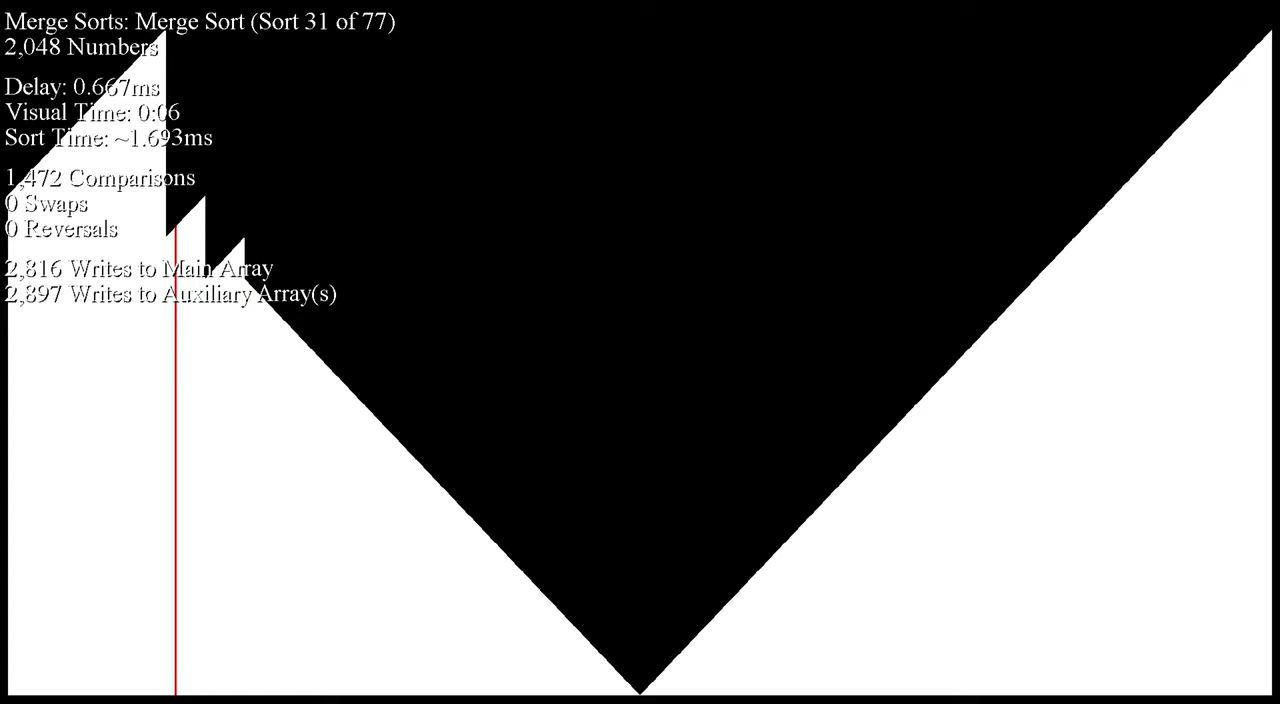 Merge Sorts: Merge Sort (Sort 31 of 77)
2,048 Numbers
Delay: 0.667ms
Visual Time: 0:06
Sort Time: ~1.693ms
1,472 Comparisons
0 Swaps
0 Reversals
2,816 Writes to Main Array
2,897 Writes to Auxiliary Array(s)